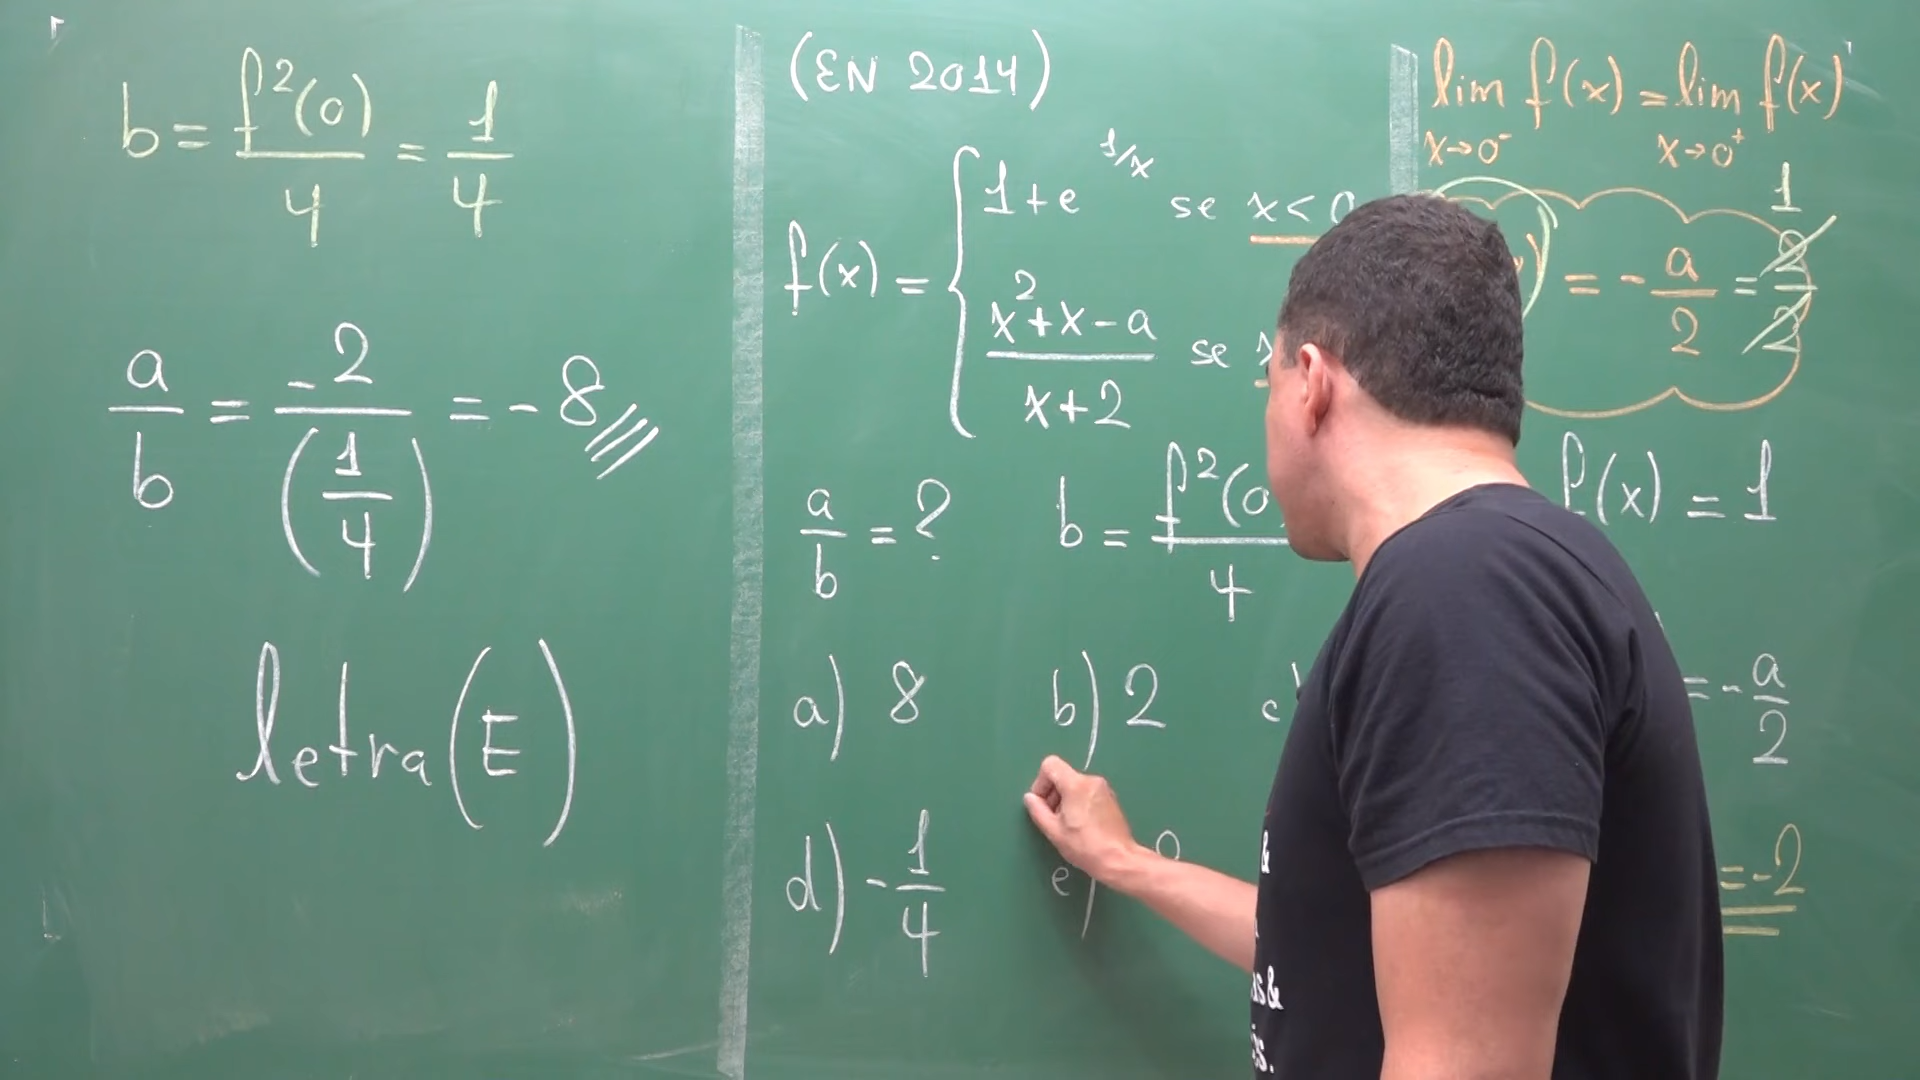 b = f²(0)/4 = 1/4
a/b = -2/(1/4) = -8
letra (E)
(EN 2014)
f(x) = { 1+e^(1/x) se x<0
(x²+x-a)/(x+2) se
a/b = ? b = f²(0/4
a) 8 b) 2 c
d) -1/4 e)
lim f(x) = lim f(x)
x→0⁻ x→0⁺
= -a/2 = 2/2 1
f(x) = 1
= -a/2
= -2
&
s&
s.